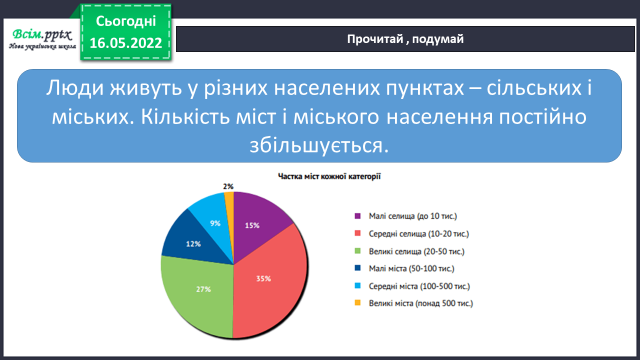 Всім.pptx
Нова українська школа
Сьогодні
16.05.2022
Прочитай , подумай
Люди живуть у різних населених пунктах – сільських і
міських. Кількість міст і міського населення постійно
збільшується.
Частка міст кожної категорії
2%
9%
15%
12%
35%
27%
Малі селища (до 10 тис.)
Середні селища (10-20 тис.)
Великі селища (20-50 тис.)
Малі міста (50-100 тис.)
Середні міста (100-500 тис.)
Великі міста (понад 500 тис.)